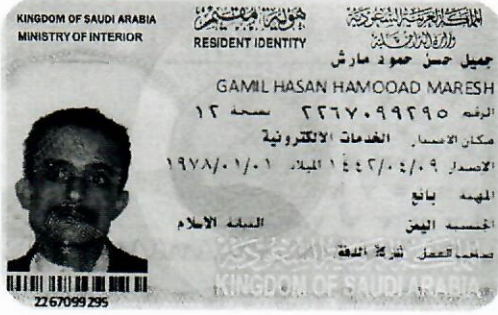 KINGDOM OF SAUDI ARABIA
MINISTRY OF INTERIOR
هوية مقيم
RESIDENT IDENTITY
المملكة العربية السعودية
وزارة الداخلية
جميل حسن حمود مارش
GAMIL HASAN HAMOOAD MARESH
الرقم ٢٢٦٧٠٩٩٢٩٥ نسخة ١٢
مكان الاصدار الخدمات الالكترونية
الاصدار ١٤٤٢/٠٤/٠٩ الميلاد ١٩٧٨/٠١/٠١
المهنة بائع
الجنسية اليمن الديانة الاسلام
صاحب العمل شركة الدقة
KINGDOM OF SAUDI ARABIA
2267099295